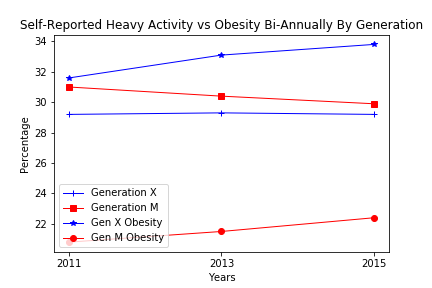 Self-Reported Heavy Activity vs Obesity Bi-Annually By Generation
34
32
30
28
26
24
22
Percentage
Generation X
Generation M
Gen X Obesity
Gen M Obesity
2011 2013 2015
Years